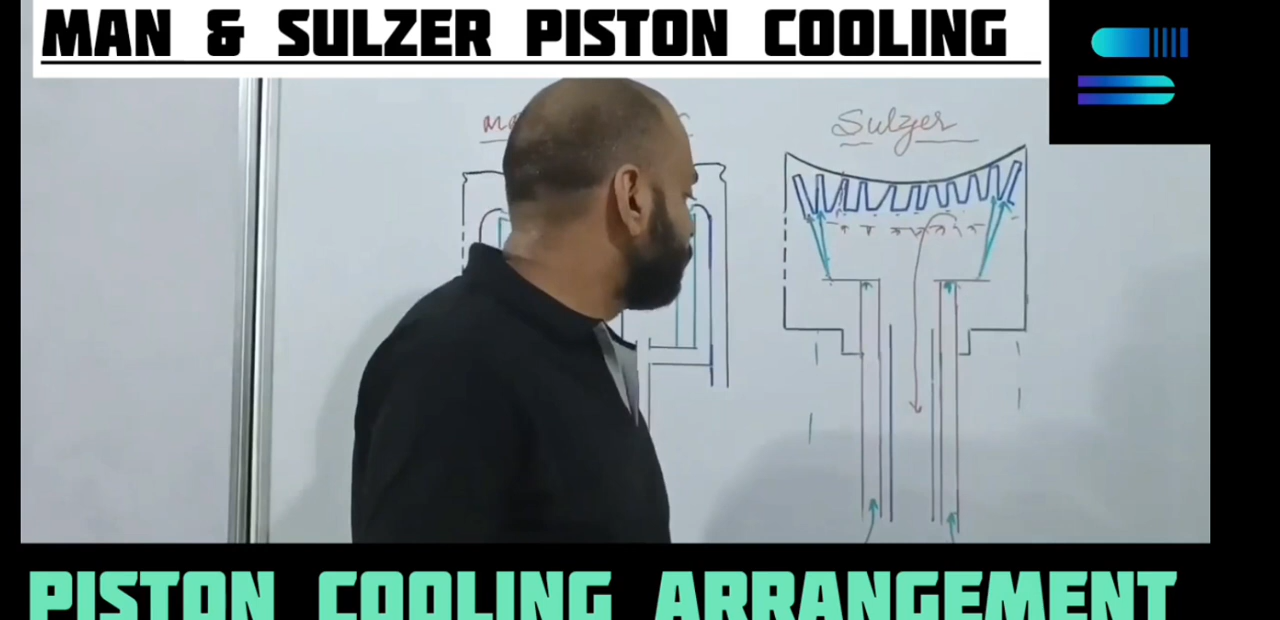 MAN & SULZER PISTON COOLING
Sulzer
PISTON COOLING ARRANGEMENT